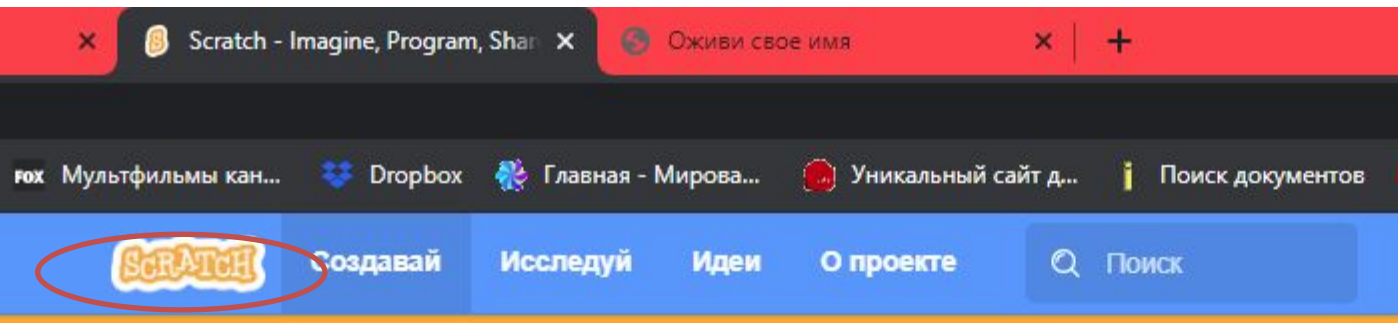 Scratch - Imagine, Program, Shar
Оживи свое имя
FOX Мультфильмы кан... Dropbox Главная - Мирова... Уникальный сайт д... Поиск документов
SCRATCH Создавай Исследуй Идеи О проекте Поиск